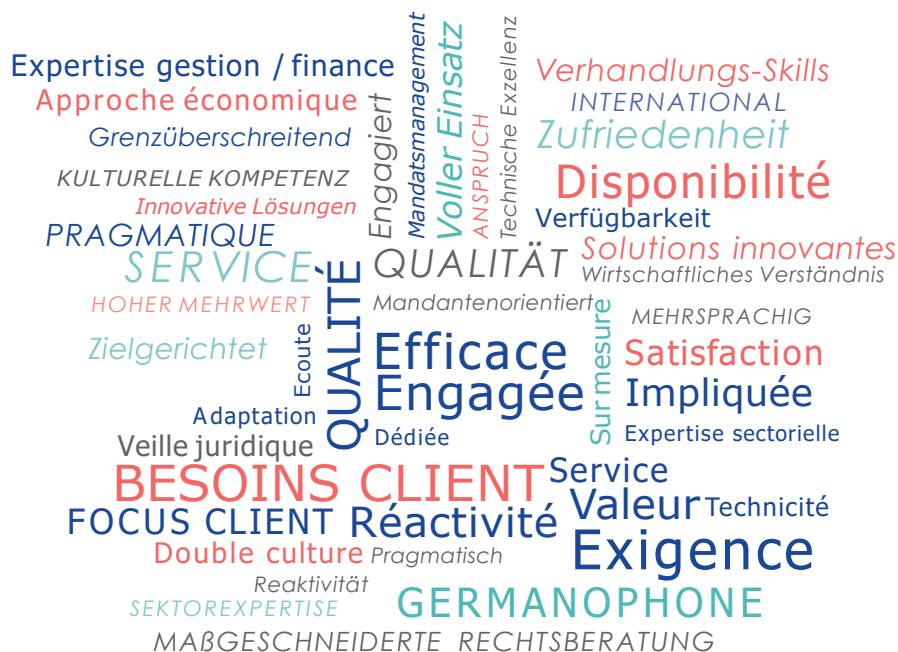 Expertise gestion / finance
Approche économique
Grenzüberschreitend
KULTURELLE KOMPETENZ
Innovative Lösungen
PRAGMATIQUE
SERVICE
HOHER MEHRWERT
Zielgerichtet
Engagiert
Mandatsmanagement
Voller Einsatz
ANSPRUCH
Technische Exzellenz
Verhandlungs-Skills
INTERNATIONAL
Zufriedenheit
Disponibilité
Verfügbarkeit
Solutions innovantes
Wirtschaftliches Verständnis
QUALITÄT
Mandantenorientiert
MEHRSPRACHIG
Ecoute
QUALITÉ
Efficace
Engagée
Dédiée
Sur mesure
Satisfaction
Impliquée
Expertise sectorielle
Adaptation
Veille juridique
BESOINS CLIENT
Service
Valeur
Technicité
FOCUS CLIENT
Réactivité
Exigence
Double culture
Pragmatisch
Reaktivität
SEKTOREXPERTISE
GERMANOPHONE
MAßGESCHNEIDERTE RECHTSBERATUNG